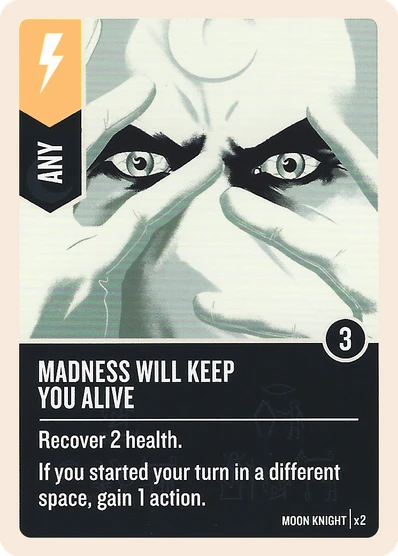 ANY
3
MADNESS WILL KEEP
YOU ALIVE
Recover 2 health.
If you started your turn in a different
space, gain 1 action.
MOON KNIGHT | x2